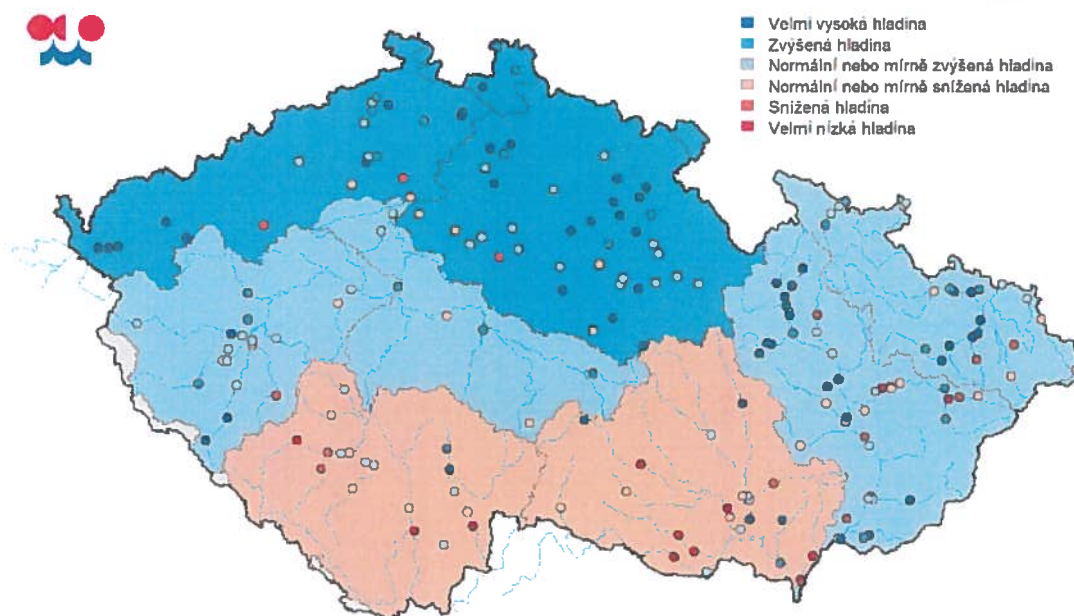 Velmi vysoká hladina
Zvýšená hladina
Normální nebo mírně zvýšená hladina
Normální nebo mírně snížená hladina
Snížená hladina
Velmi nízká hladina